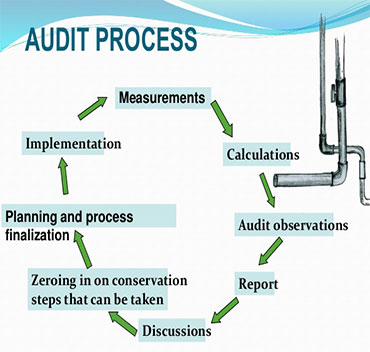 AUDIT PROCESS
Measurements
Calculations
Audit observations
Report
Discussions
Zeroing in on conservation
steps that can be taken
Planning and process
finalization
Implementation